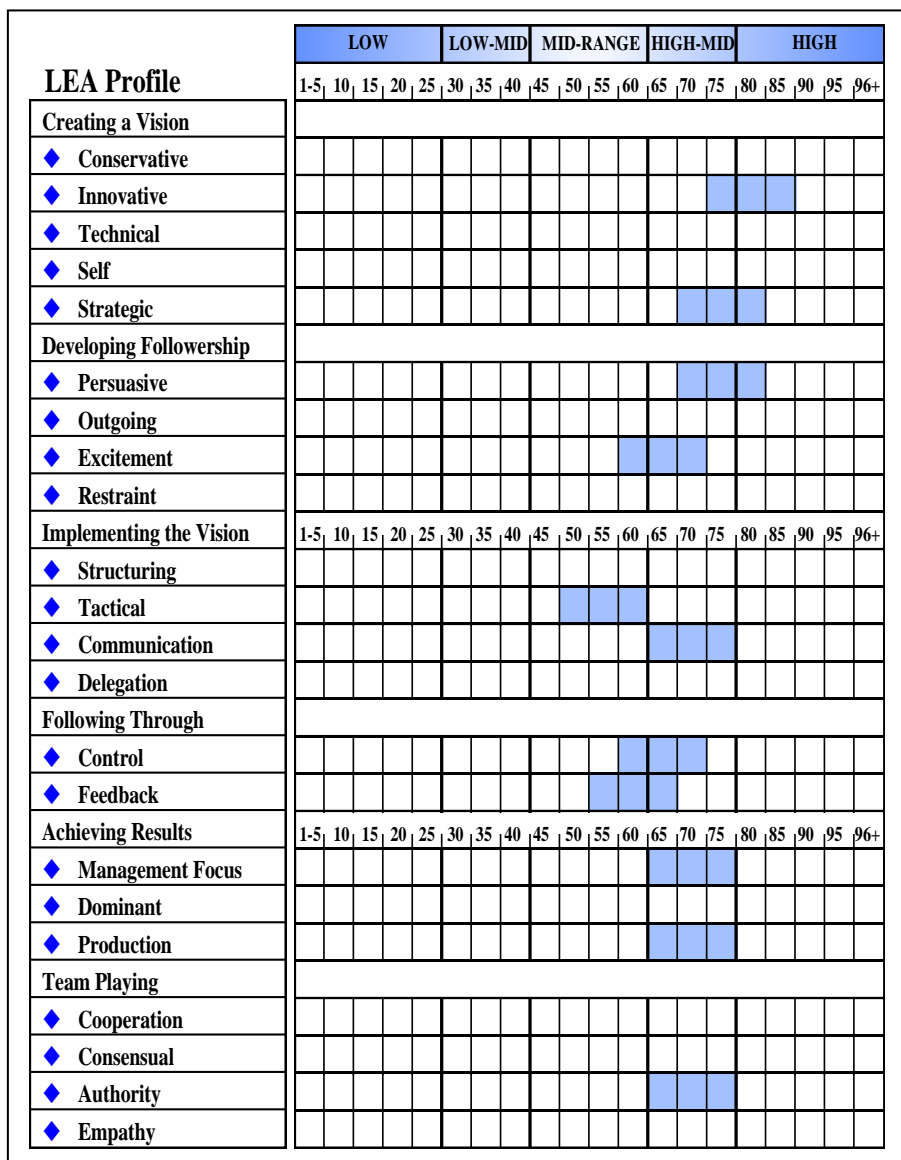 LOW LOW-MID MID-RANGE HIGH-MID HIGH
LEA Profile 1-5 10 15 20 25 30 35 40 45 50 55 60 65 70 75 80 85 90 95 96+
Creating a Vision
Conservative
Innovative
Technical
Self
Strategic
Developing Followership
Persuasive
Outgoing
Excitement
Restraint
Implementing the Vision 1-5 10 15 20 25 30 35 40 45 50 55 60 65 70 75 80 85 90 95 96+
Structuring
Tactical
Communication
Delegation
Following Through
Control
Feedback
Achieving Results 1-5 10 15 20 25 30 35 40 45 50 55 60 65 70 75 80 85 90 95 96+
Management Focus
Dominant
Production
Team Playing
Cooperation
Consensual
Authority
Empathy